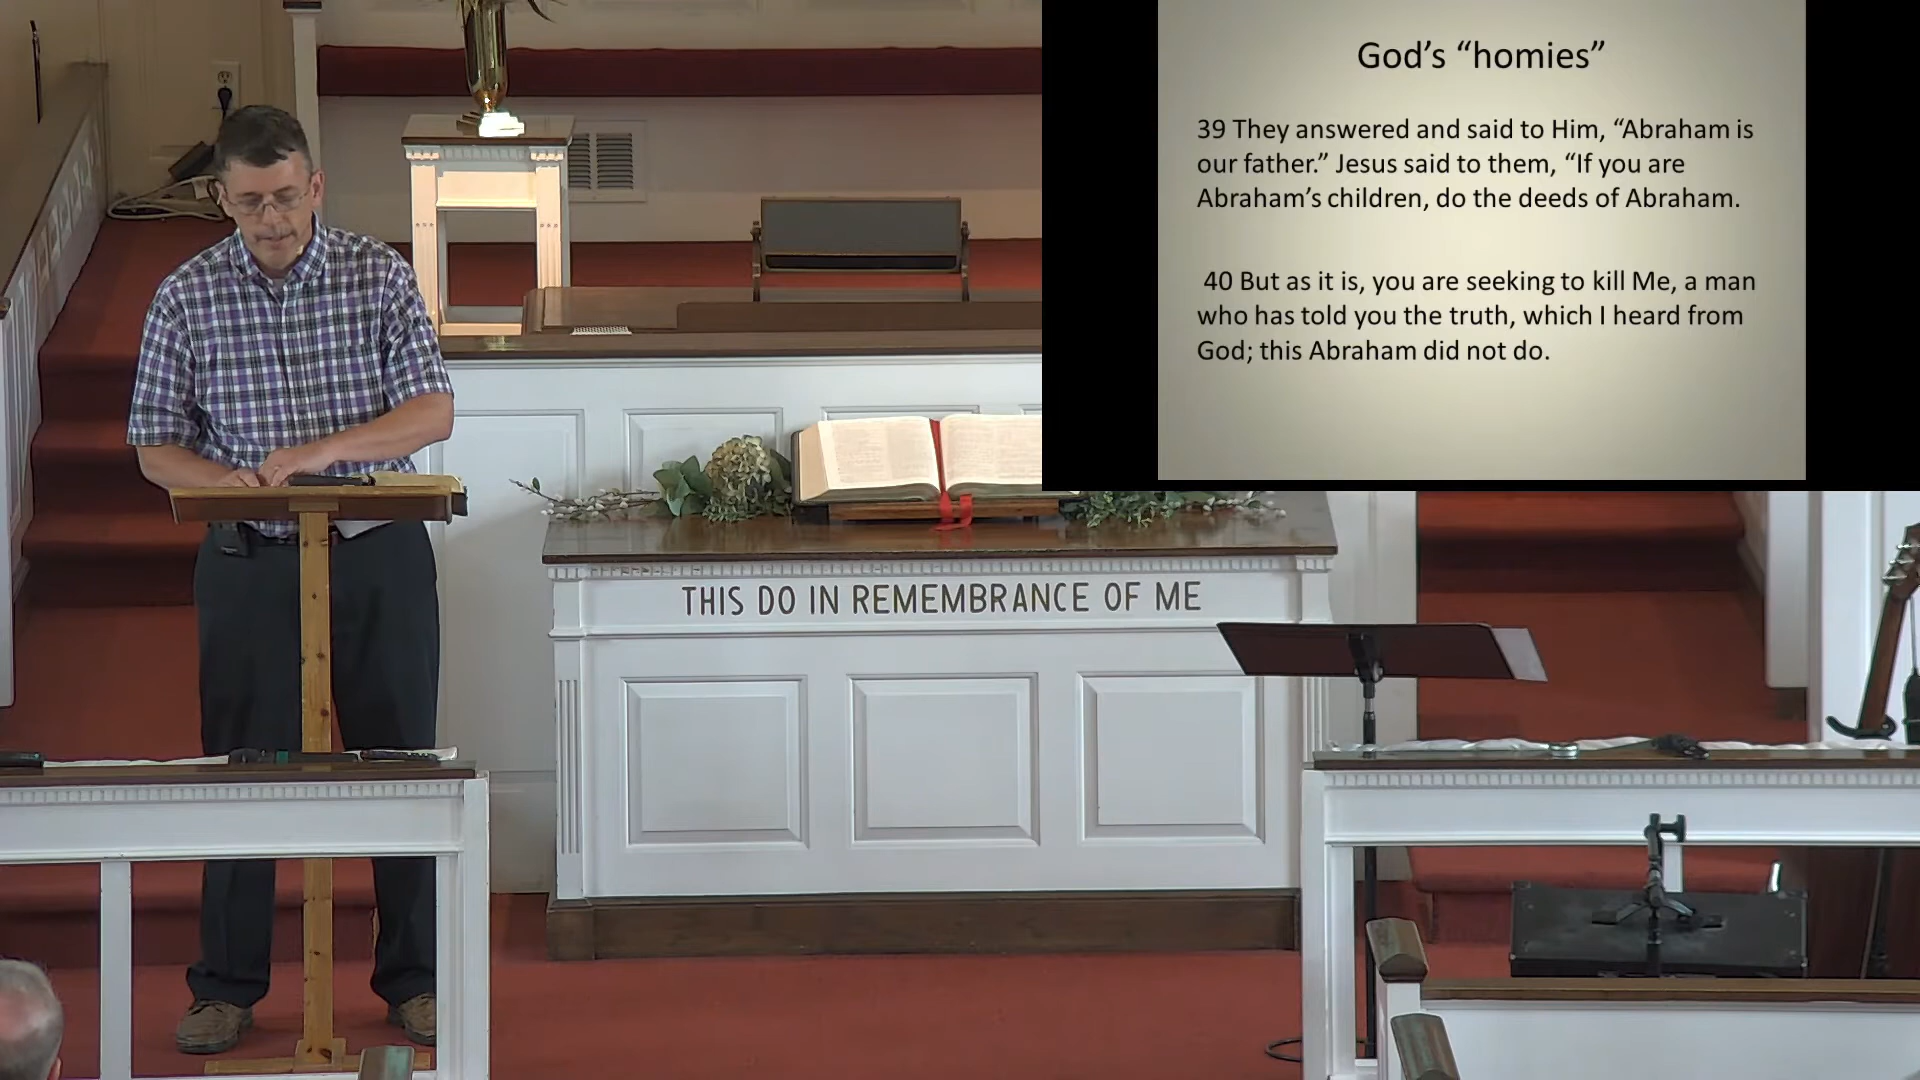 God’s “homies”
39 They answered and said to Him, “Abraham is
our father.” Jesus said to them, “If you are
Abraham’s children, do the deeds of Abraham.
40 But as it is, you are seeking to kill Me, a man
who has told you the truth, which I heard from
God; this Abraham did not do.
THIS DO IN REMEMBRANCE OF ME